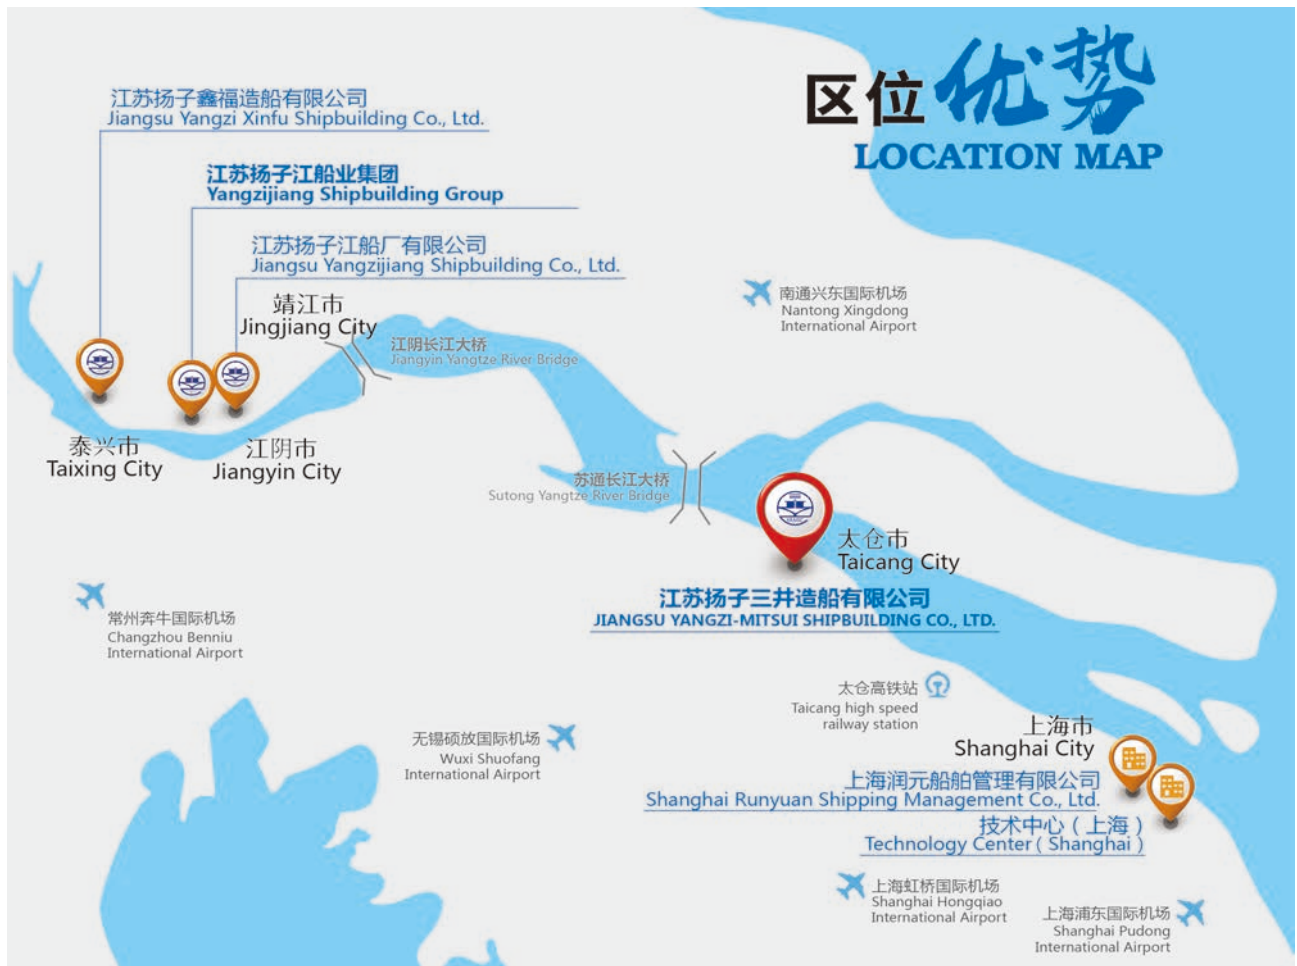 区位优势
LOCATION MAP
江苏扬子鑫福造船有限公司
Jiangsu Yangzi Xinfu Shipbuilding Co., Ltd.
江苏扬子江船业集团
Yangzijiang Shipbuilding Group
江苏扬子江船厂有限公司
Jiangsu Yangzijiang Shipbuilding Co., Ltd.
南通兴东国际机场
Nantong Xingdong
International Airport
靖江市
Jingjiang City
江阴长江大桥
Jiangyin Yangtze River Bridge
泰兴市
Taixing City
江阴市
Jiangyin City
苏通长江大桥
Sutong Yangtze River Bridge
太仓市
Taicang City
江苏扬子三井造船有限公司
JIANGSU YANGZI-MITSUI SHIPBUILDING CO., LTD.
常州奔牛国际机场
Changzhou Benniu
International Airport
太仓高铁站
Taicang high speed
railway station
无锡硕放国际机场
Wuxi Shuofang
International Airport
上海市
Shanghai City
上海润元船舶管理有限公司
Shanghai Runyuan Shipping Management Co., Ltd.
技术中心（上海）
Technology Center ( Shanghai )
上海虹桥国际机场
Shanghai Hongqiao
International Airport
上海浦东国际机场
Shanghai Pudong
International Airport